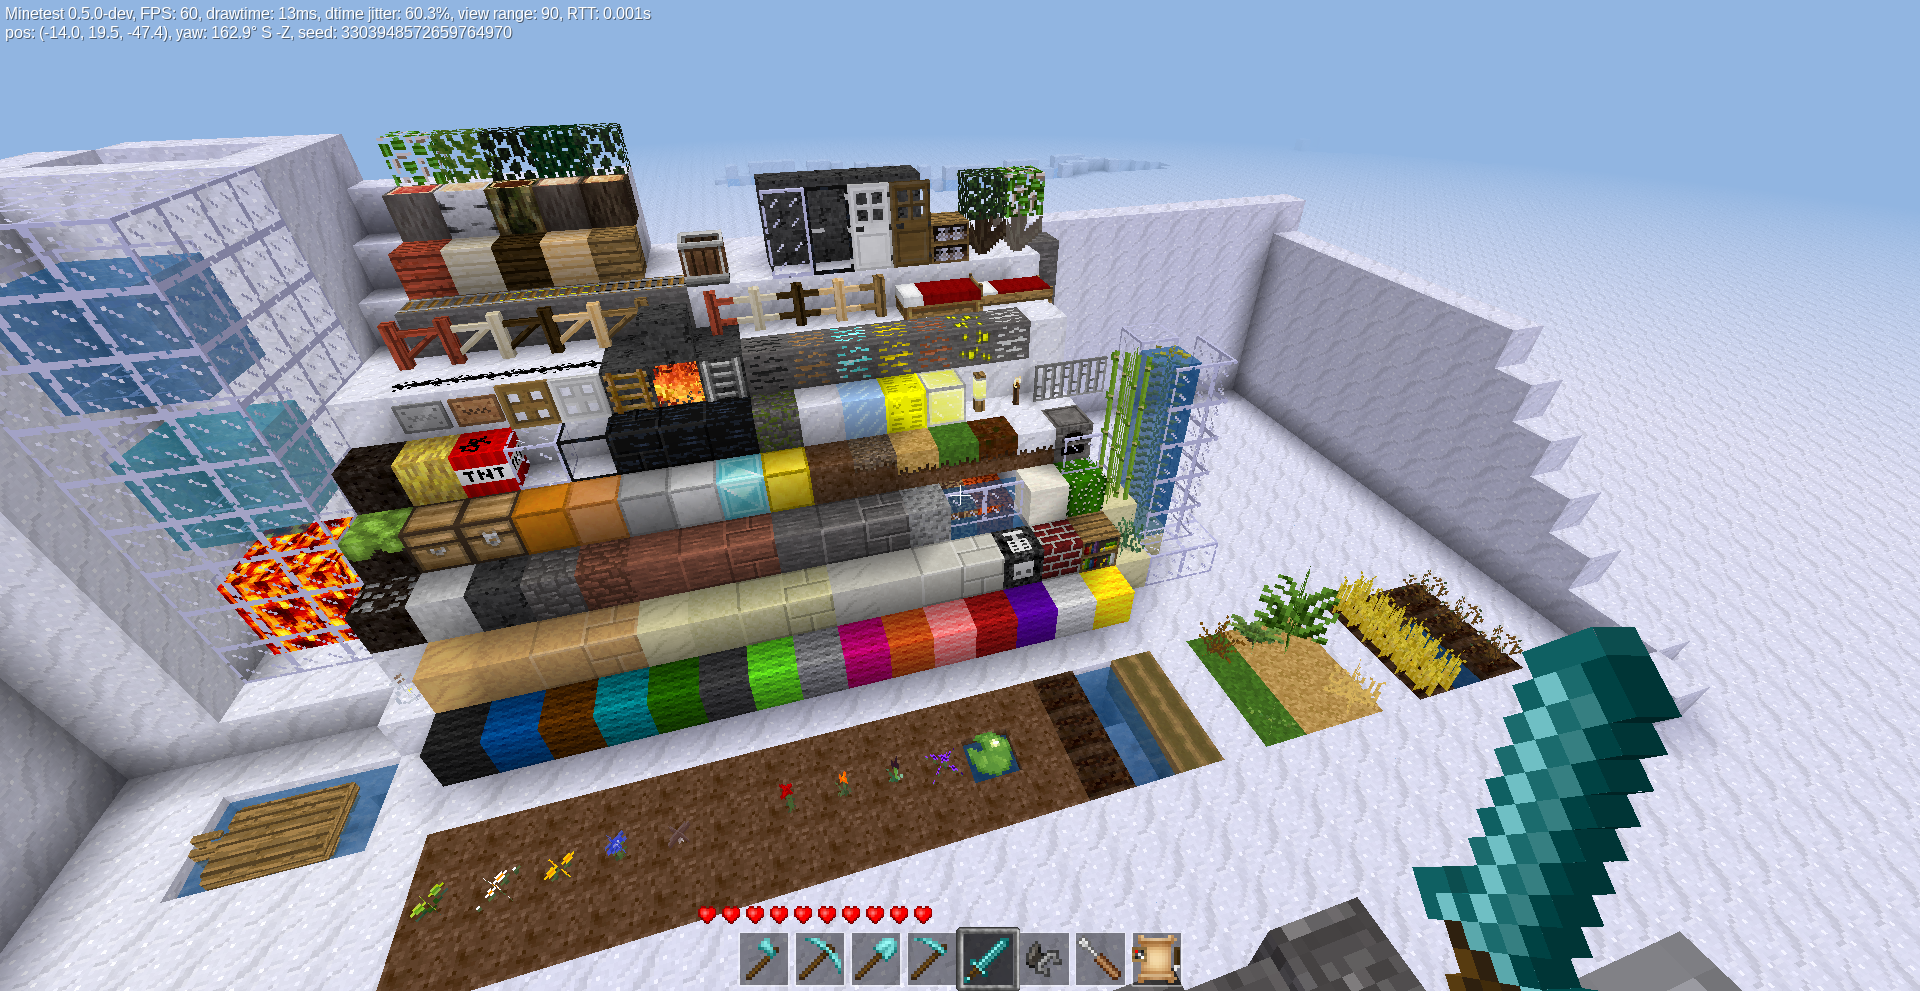 Minetest 0.5.0-dev, FPS: 60, drawtime: 13ms, dtime jitter: 60.3%, view range: 90, RTT: 0.001s
pos: (-14.0, 19.5, -47.4), yaw: 162.9° S -Z, seed: 3303948572659764970
TNT